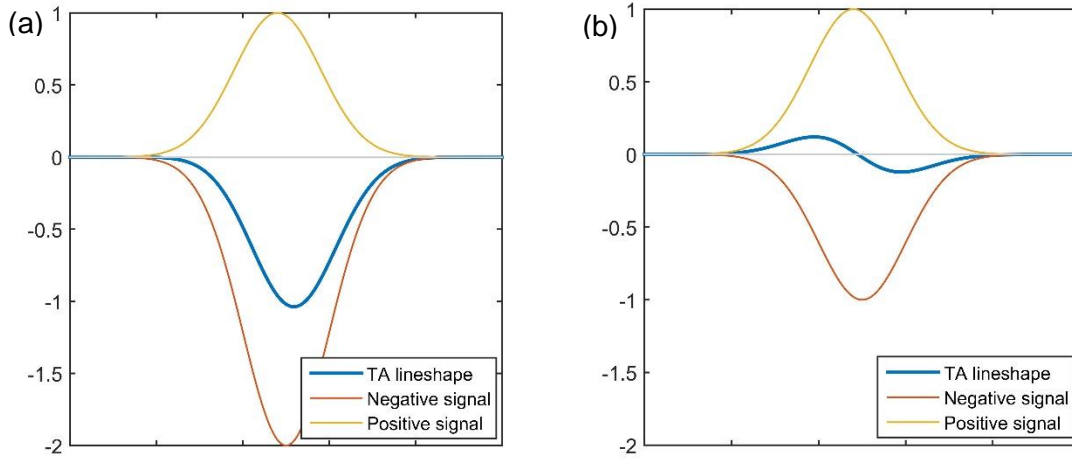 (a)
1
0.5
0
-0.5
-1
-1.5
-2
TA lineshape
Negative signal
Positive signal
(b)
1
0.5
0
-0.5
-1
-1.5
-2
TA lineshape
Negative signal
Positive signal